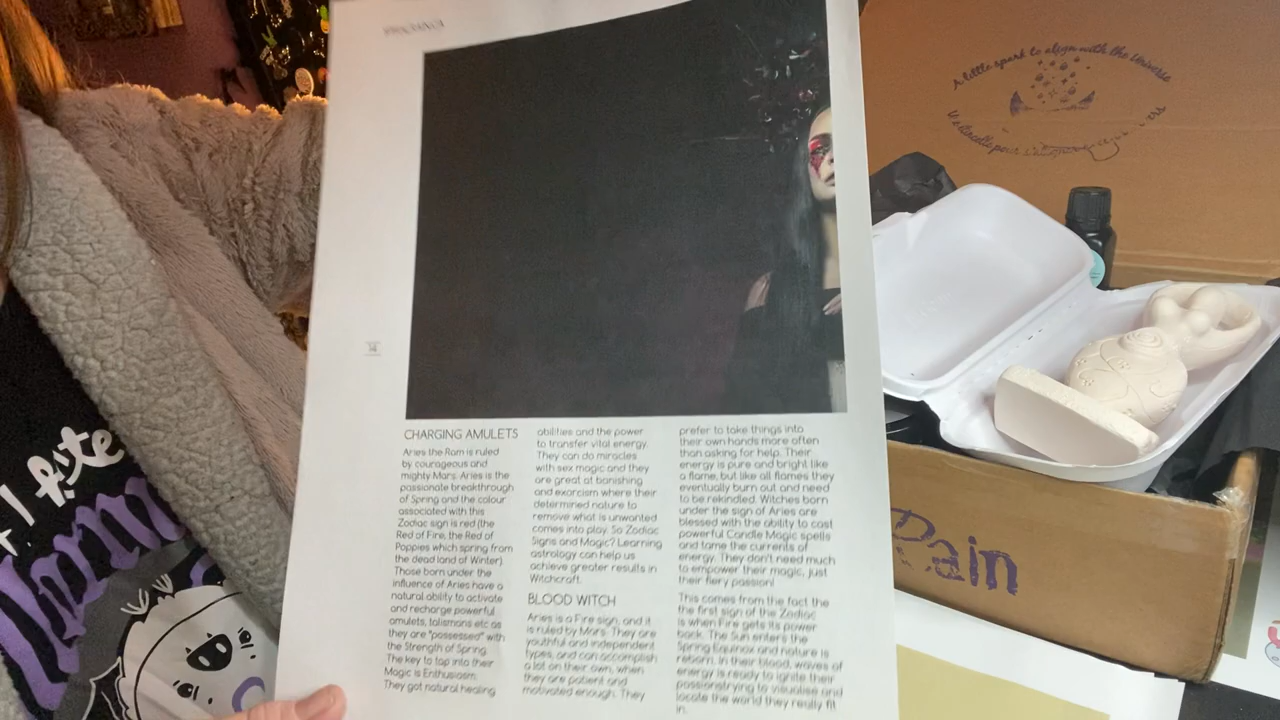 A little spark to align with the Universe
14
CHARGING AMULETS
Aries the Ram is ruled
by courageous and
mighty Mars. Aries is the
passionate breakthrough
of Spring and the colour
associated with this
Zodiac sign is red (the
Red of Fire, the Red of
Poppies which spring from
the dead land of Winter).
Those born under the
influence of Aries have a
natural ability to activate
and recharge powerful
amulets, talismans etc as
they are "possessed" with
the Strength of Spring.
The key to tap into their
Magic is Enthusiasm.
They got natural healing
abilities and the power
to transfer vital energy.
They can do miracles
with sex magic and they
are great at banishing
and exorcism where their
determined nature to
remove what is unwanted
comes into play. So Zodiac
Signs and Magic? Learning
astrology can help us
achieve greater results in
Witchcraft.
BLOOD WITCH
Aries is a Fire sign, and it
is ruled by Mars. They are
youthful and independent
types, and can accomplish
a lot on their own, when
they are patient and
motivated enough. They
prefer to take things into
their own hands more often
than asking for help. Their
energy is pure and bright like
a flame, but like all flames they
eventually burn out and need
to be rekindled. Witches born
under the sign of Aries are
blessed with the ability to cast
powerful Candle Magic spells
and tame the currents of
energy. They don't need much
to empower their magic, just
their fiery passion!
This comes from the fact the
the first sign of the Zodiac
is when Fire gets its power
back. The Sun enters the
Spring Equinox and nature is
reborn. In their blood, waves of
energy is ready to ignite their
passionstrying to visualise and
locate the world they really fit
in.
I bite
Rain